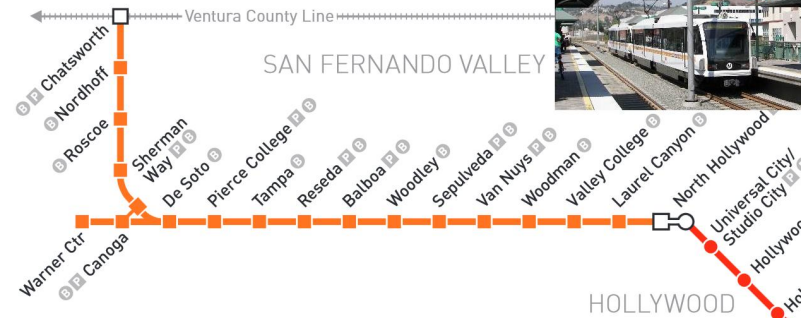 Ventura County Line
SAN FERNANDO VALLEY
Chatsworth B P
Nordhoff B
Roscoe B
Sherman
Way P B
De Soto B
Pierce College P B
Tampa B
Reseda P B
Balboa P B
Woodley B
Sepulveda P B
Van Nuys P B
Woodman B
Valley College B
Laurel Canyon B
North Hollywood
Universal City/
Studio City P
Warner Ctr
B P Canoga
HOLLYWOOD